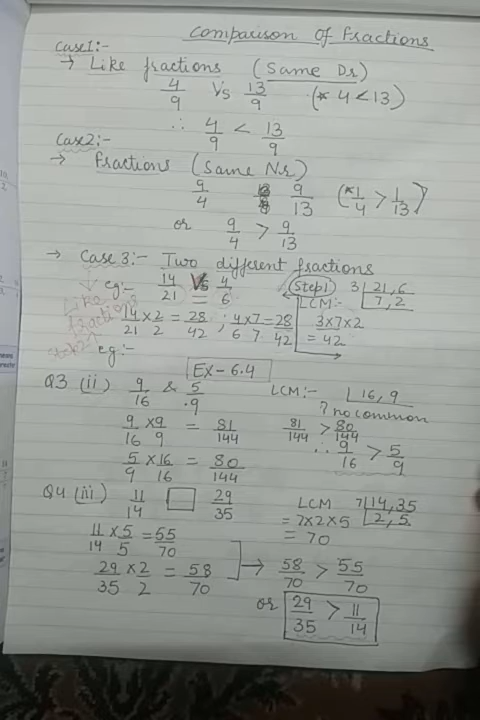 Comparison of Fractions
Case1:-
→ Like fractions (Same Dr)
4/9 Vs 13/9 (* 4 < 13)
∴ 4/9 < 13/9
Case2:-
→ Fractions (Same Nr)
9/4 9/13 (* 1/4 > 1/13)
or 9/4 > 9/13
→ Case 3:- Two different fractions
eg:- 14/21 Vs 4/6
Step1 3 | 21, 6
LCM:- 7, 2
3x7x2
= 42
Like fractions
14/21 x 2/2 = 28/42 ; 4/6 x 7/7 = 28/42
eg:-
Ex - 6.4
Q3 (ii) 9/16 & 5/9 LCM:- 16, 9
? no common
9/16 x 9/9 = 81/144 81/144 > 80/144
5/9 x 16/16 = 80/144 ∴ 9/16 > 5/9
Q4 (iii) 11/14 □ 29/35 LCM 7 | 14, 35
= 7x2x5 2, 5
= 70
11/14 x 5/5 = 55/70
29/35 x 2/2 = 58/70 → 58/70 > 55/70
or 29/35 > 11/14